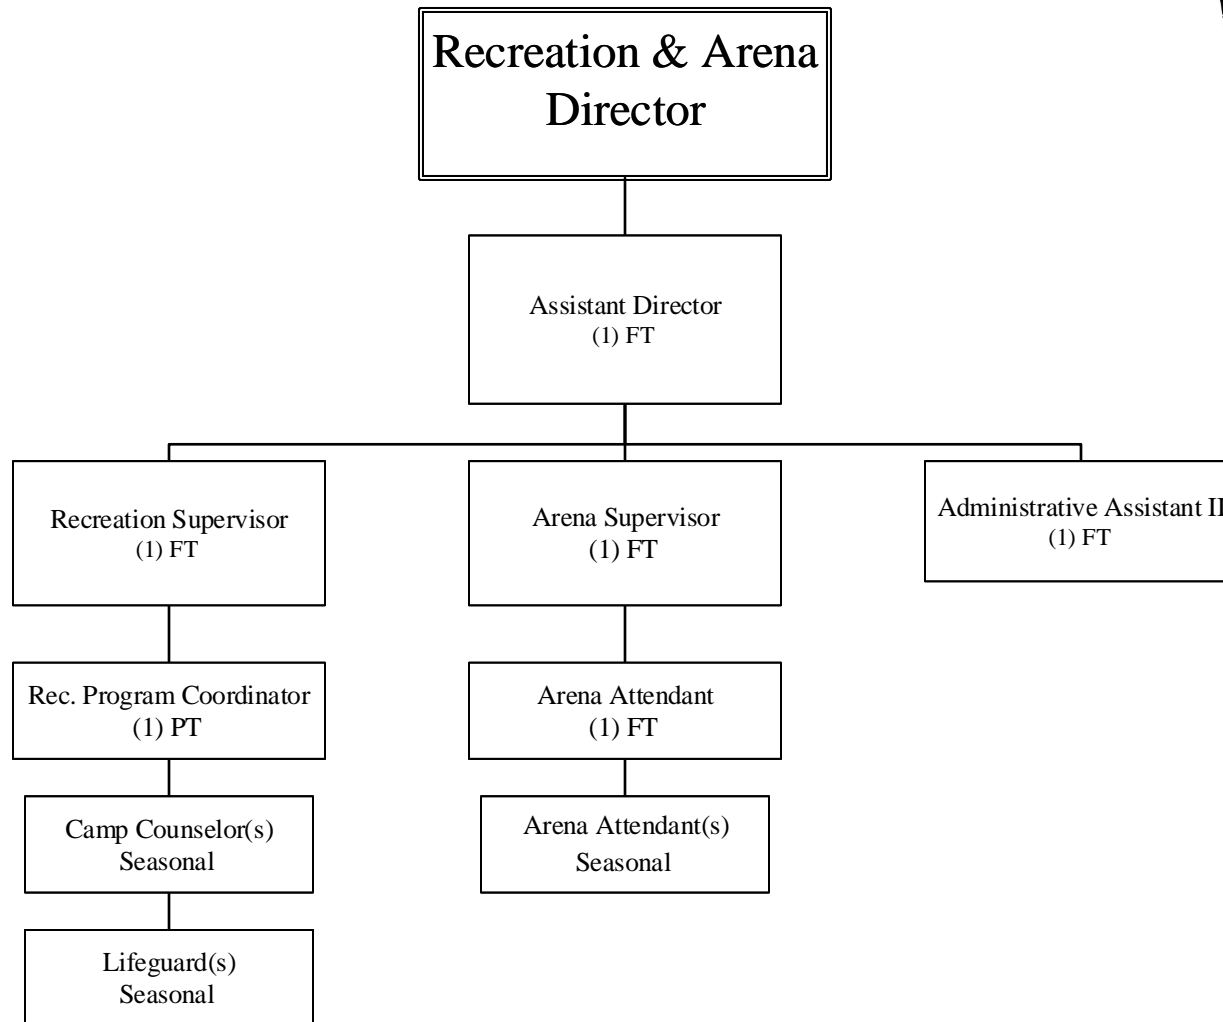 Recreation & Arena
Director
Assistant Director
(1) FT
Recreation Supervisor
(1) FT
Arena Supervisor
(1) FT
Administrative Assistant II
(1) FT
Rec. Program Coordinator
(1) PT
Arena Attendant
(1) FT
Camp Counselor(s)
Seasonal
Arena Attendant(s)
Seasonal
Lifeguard(s)
Seasonal